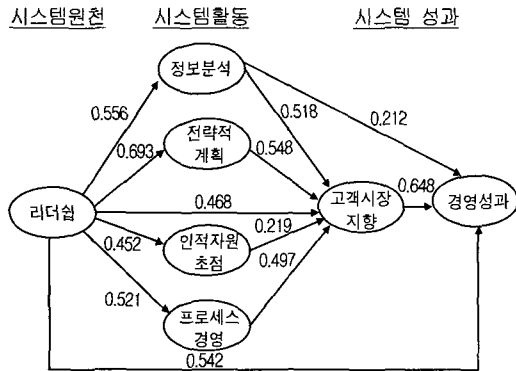 시스템원천 시스템활동 시스템 성과
정보분석
0.556
0.518
0.212
전략적
계획
0.693
0.548
0.468
리더쉽
고객시장
지향
0.648
경영성과
0.219
0.452
인적자원
초점
0.497
0.521
프로세스
경영
0.542